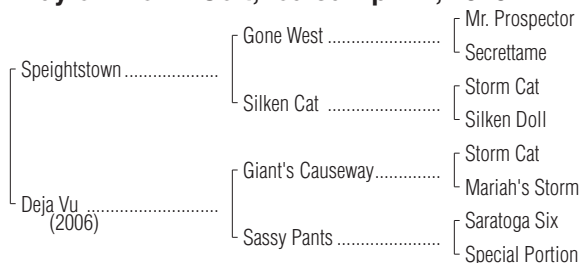 Gone West
Mr. Prospector
Secrettame
Speightstown
Silken Cat
Storm Cat
Silken Doll
Deja Vu
(2006)
Giant's Causeway
Storm Cat
Mariah's Storm
Sassy Pants
Saratoga Six
Special Portion